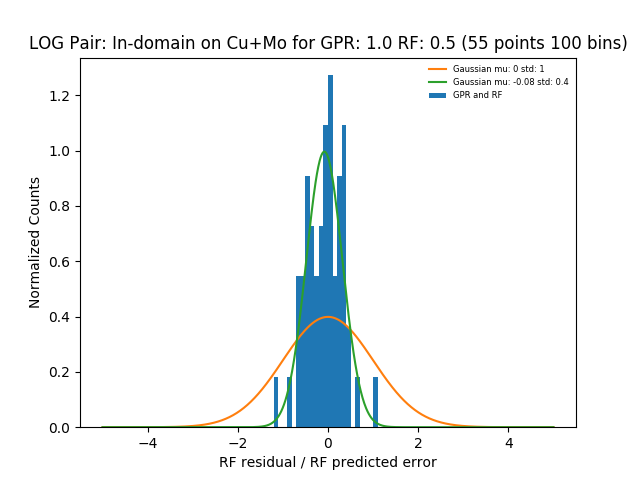 LOG Pair: In-domain on Cu+Mo for GPR: 1.0 RF: 0.5 (55 points 100 bins)
Gaussian mu: 0 std: 1
Gaussian mu: -0.08 std: 0.4
GPR and RF
Normalized Counts
1.2
1.0
0.8
0.6
0.4
0.2
0.0
−4 −2 0 2 4
RF residual / RF predicted error